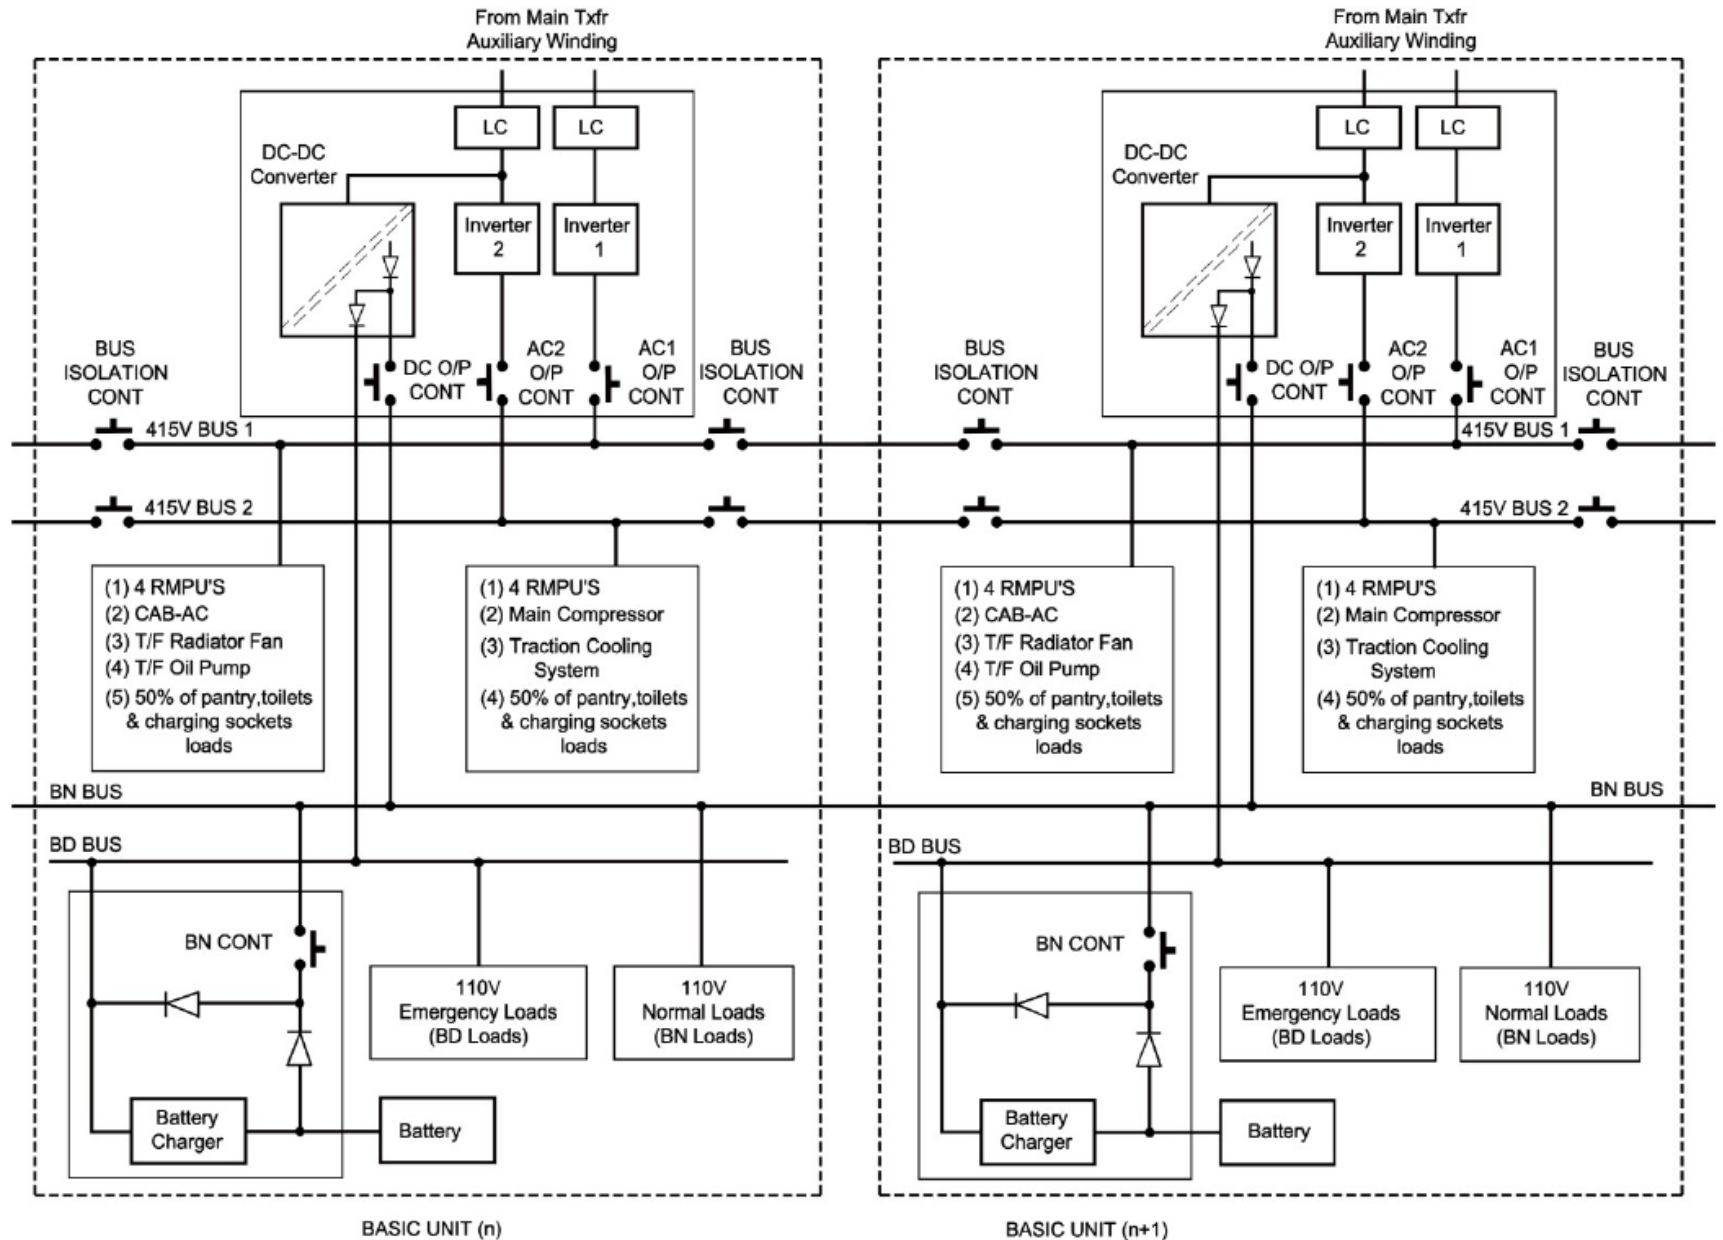 From Main Txfr
Auxiliary Winding
LC
LC
DC-DC
Converter
Inverter
2
Inverter
1
BUS
ISOLATION
CONT
DC O/P
CONT
AC2
O/P
CONT
AC1
O/P
CONT
BUS
ISOLATION
CONT
415V BUS 1
415V BUS 2
(1) 4 RMPU'S
(2) CAB-AC
(3) T/F Radiator Fan
(4) T/F Oil Pump
(5) 50% of pantry,toilets
& charging sockets
loads
(1) 4 RMPU'S
(2) Main Compressor
(3) Traction Cooling
System
(4) 50% of pantry,toilets
& charging sockets
loads
BN BUS
BD BUS
BN CONT
110V
Emergency Loads
(BD Loads)
110V
Normal Loads
(BN Loads)
Battery
Charger
Battery
BASIC UNIT (n)
From Main Txfr
Auxiliary Winding
LC
LC
DC-DC
Converter
Inverter
2
Inverter
1
BUS
ISOLATION
CONT
DC O/P
CONT
AC2
O/P
CONT
AC1
O/P
CONT
BUS
ISOLATION
CONT
415V BUS 1
415V BUS 2
(1) 4 RMPU'S
(2) CAB-AC
(3) T/F Radiator Fan
(4) T/F Oil Pump
(5) 50% of pantry,toilets
& charging sockets
loads
(1) 4 RMPU'S
(2) Main Compressor
(3) Traction Cooling
System
(4) 50% of pantry,toilets
& charging sockets
loads
BN BUS
BD BUS
BN CONT
110V
Emergency Loads
(BD Loads)
110V
Normal Loads
(BN Loads)
Battery
Charger
Battery
BASIC UNIT (n+1)